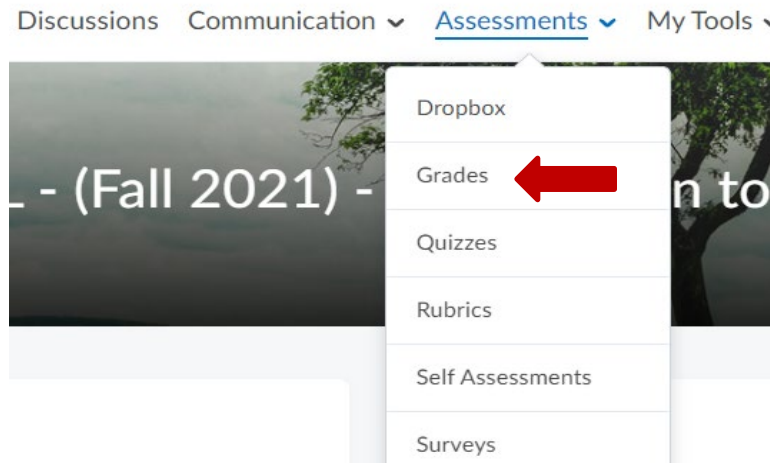 Discussions Communication Assessments My Tools
Dropbox
L - (Fall 2021) - n to
Grades
Quizzes
Rubrics
Self Assessments
Surveys